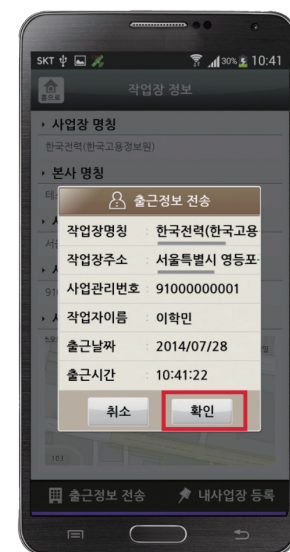 SKT 30% 10:41
홈으로 작업장 정보
사업장 명칭
한국전력(한국고용정보원)
본사 명칭
출근정보 전송
작업장명칭 : 한국전력(한국고용
작업장주소 : 서울특별시 영등포
사업관리번호 : 91000000001
작업자이름 : 이학민
출근날짜 : 2014/07/28
출근시간 : 10:41:22
취소 확인
103
출근정보 전송 내사업장 등록